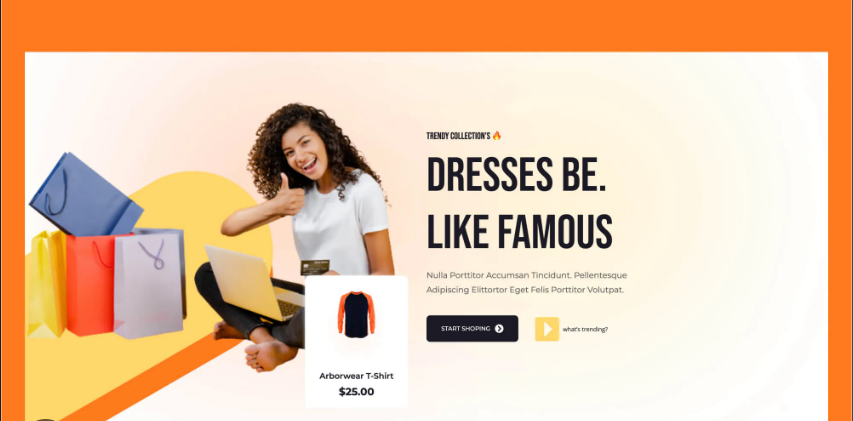 TRENDY COLLECTION'S 🔥
DRESSES BE.
LIKE FAMOUS
Nulla Porttitor Accumsan Tincidunt. Pellentesque
Adipiscing Elittortor Eget Felis Porttitor Volutpat.
START SHOPING
what's trending?
Arborwear T-Shirt
$25.00